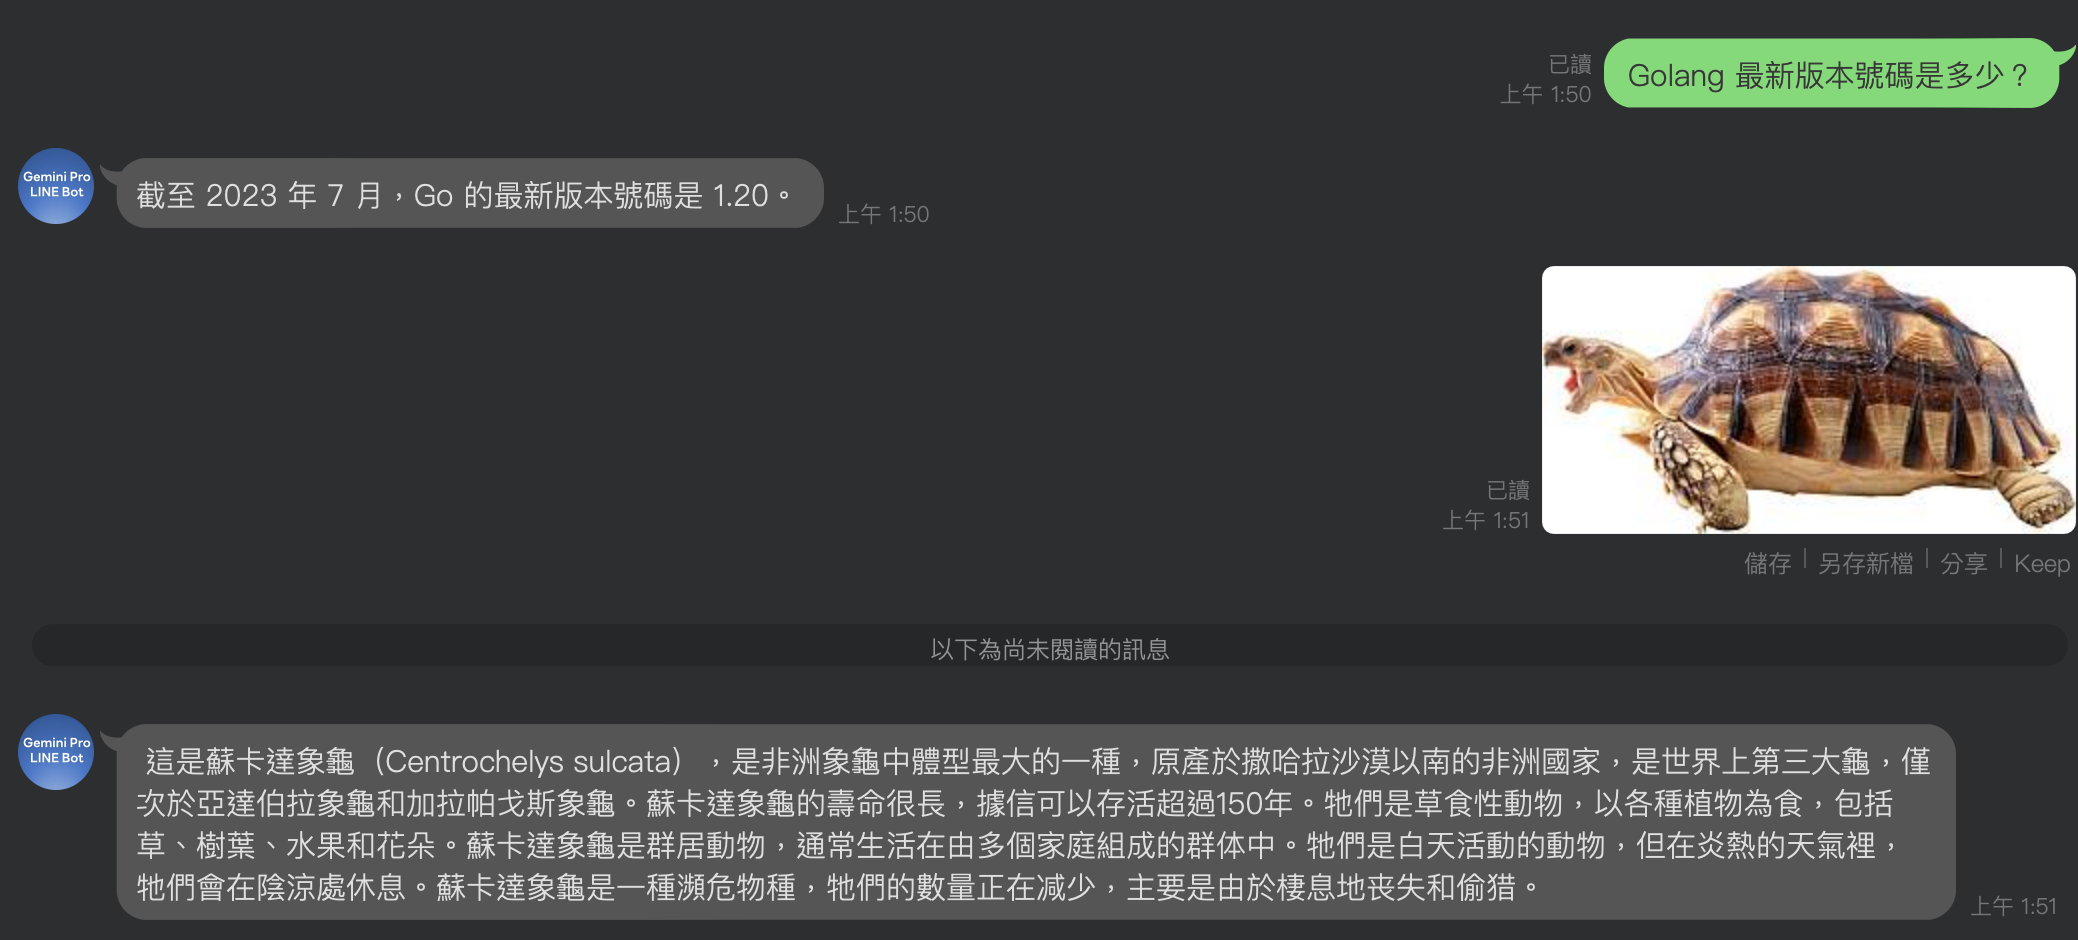 Golang 最新版本號碼是多少？
已讀
上午 1:50
Gemini Pro
LINE Bot
截至 2023 年 7 月，Go 的最新版本號碼是 1.20。
上午 1:50
已讀
上午 1:51
儲存 | 另存新檔 | 分享 | Keep
以下為尚未閱讀的訊息
Gemini Pro
LINE Bot
這是蘇卡達象龜（Centrochelys sulcata），是非洲象龜中體型最大的一種，原產於撒哈拉沙漠以南的非洲國家，是世界上第三大龜，僅
次於亞達伯拉象龜和加拉帕戈斯象龜。蘇卡達象龜的壽命很長，據信可以存活超過150年。牠們是草食性動物，以各種植物為食，包括
草、樹葉、水果和花朵。蘇卡達象龜是群居動物，通常生活在由多個家庭組成的群体中。牠們是白天活動的動物，但在炎熱的天氣裡，
牠們會在陰涼處休息。蘇卡達象龜是一種瀕危物種，牠們的數量正在減少，主要是由於棲息地丧失和偷猎。
上午 1:51